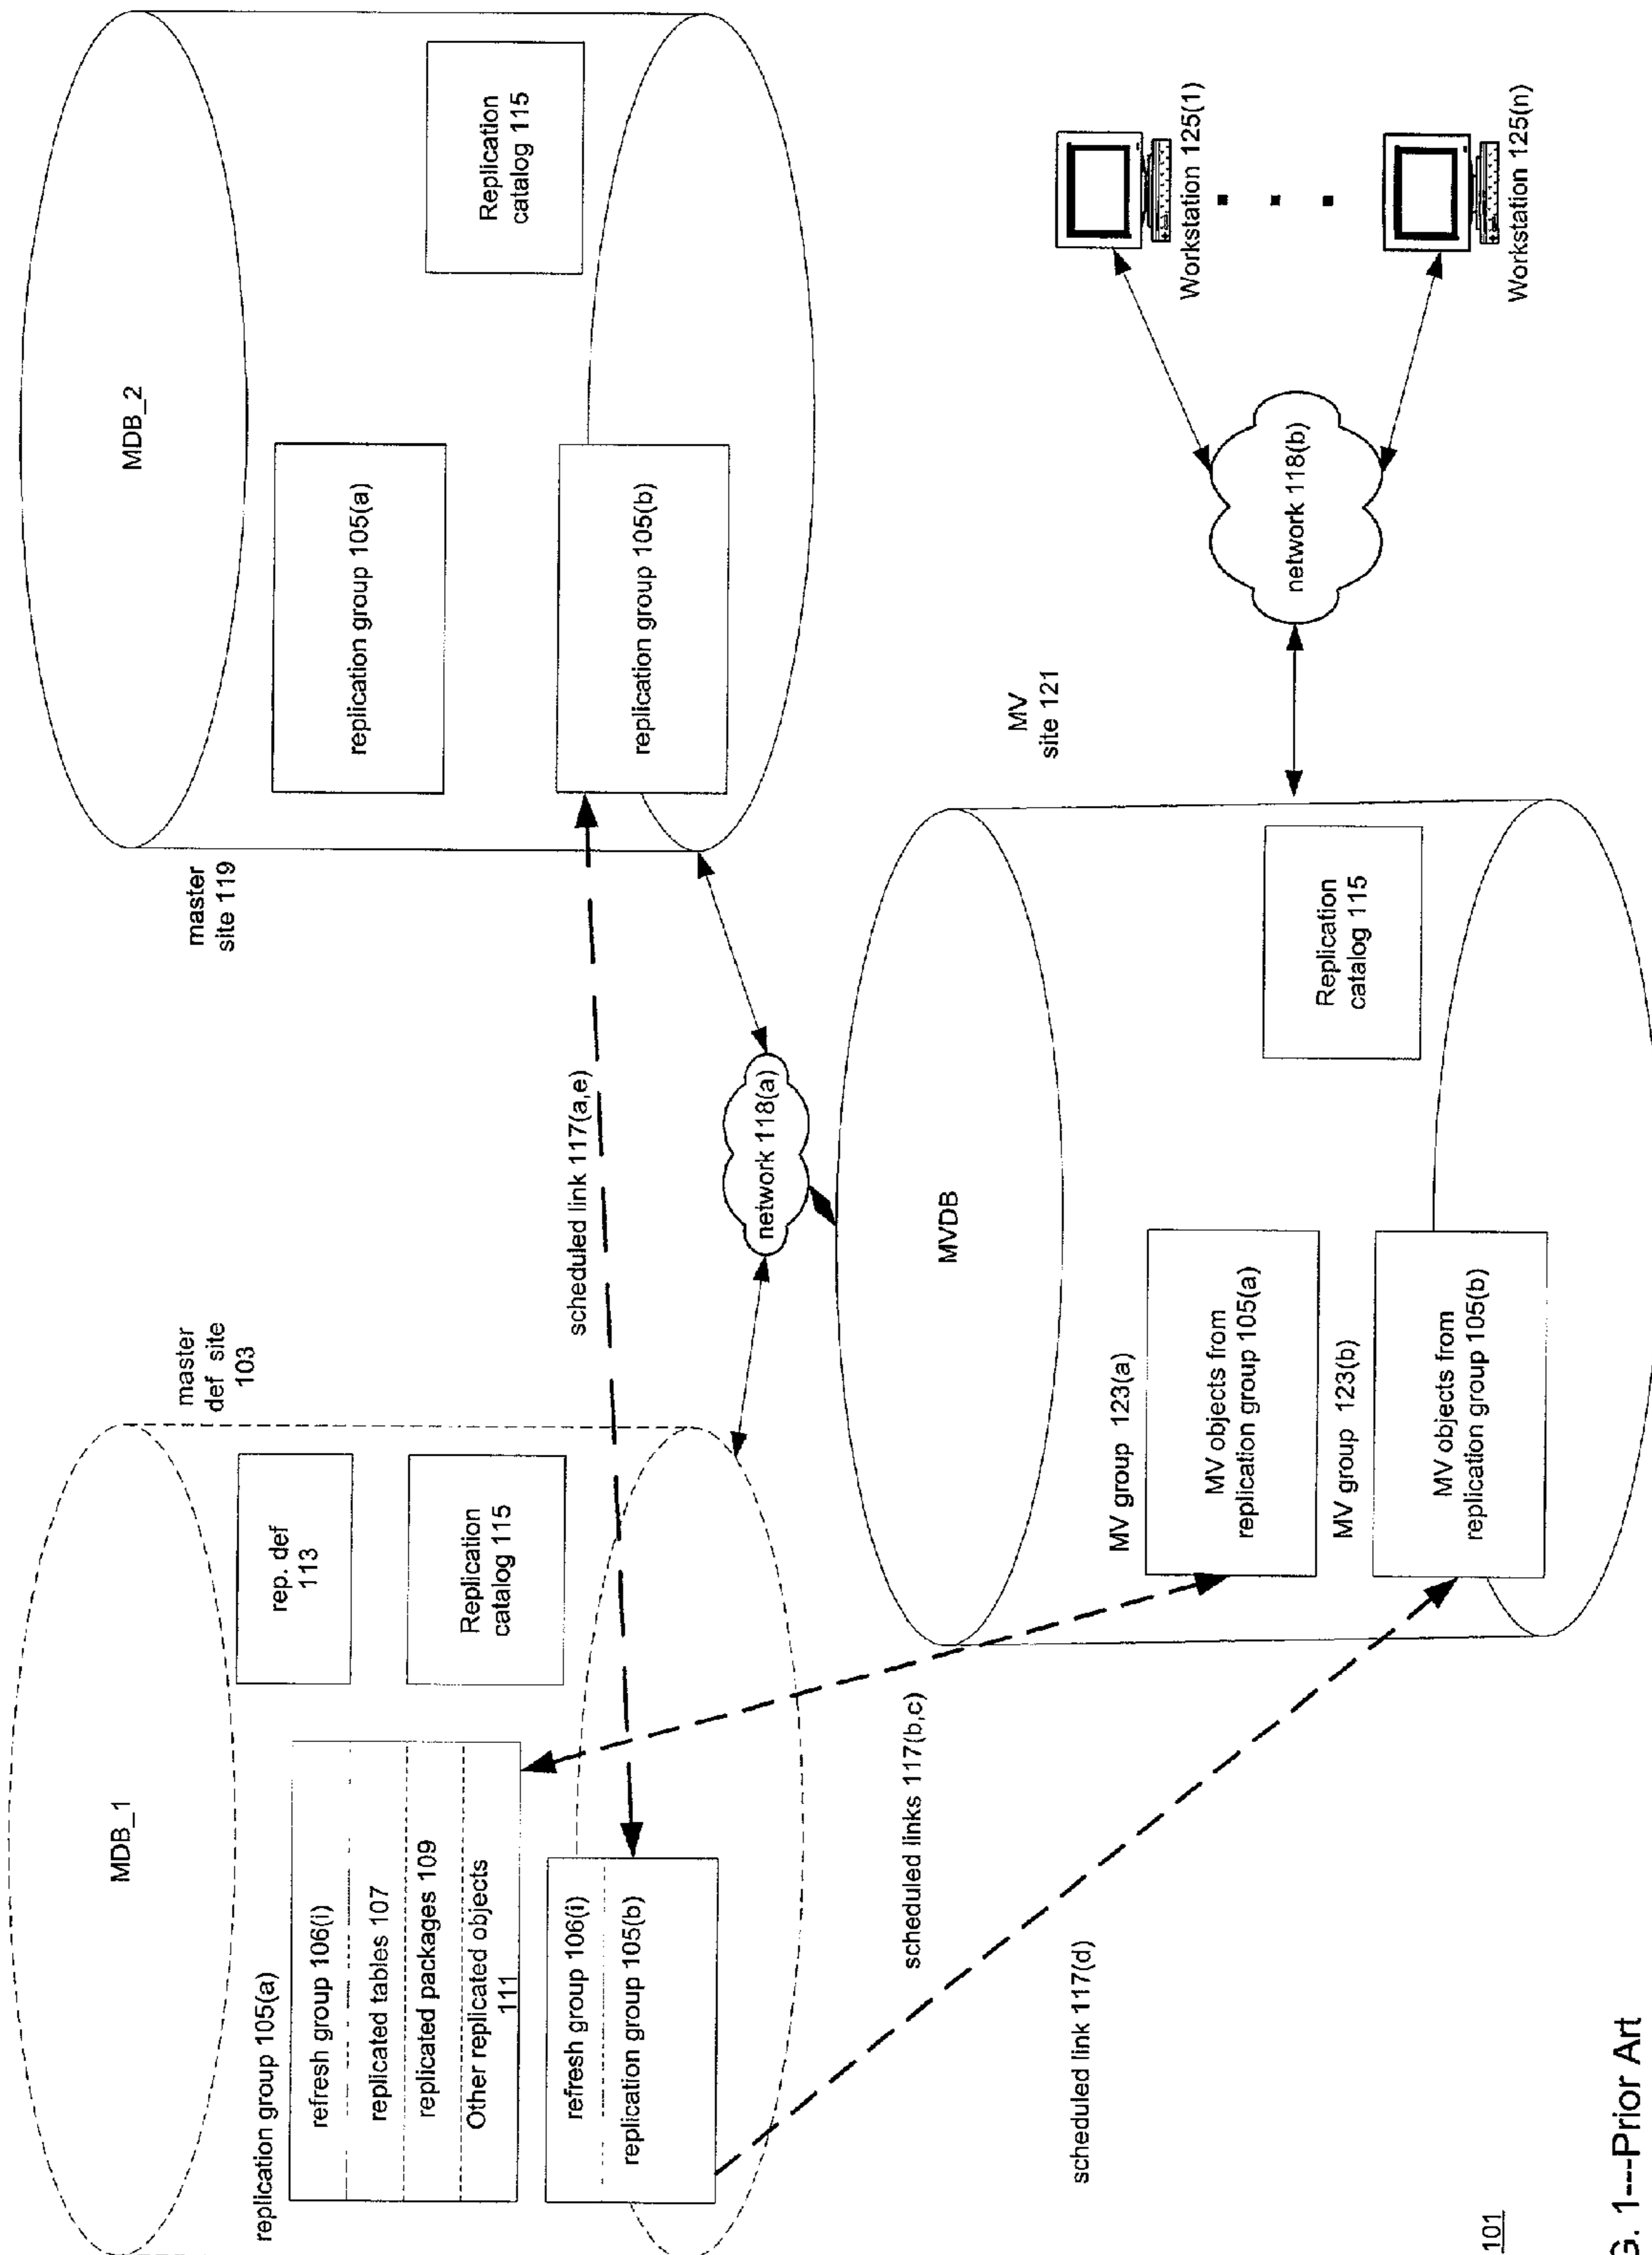 MDB_1
master
def site
103
replication group 105(a)
refresh group 106(i)
replicated tables 107
replicated packages 109
Other replicated objects
111
rep. def
113
Replication
catalog 115
refresh group 106(i)
replication group 105(b)
scheduled link 117(a,e)
master
site 119
MDB_2
replication group 105(a)
replication group 105(b)
Replication
catalog 115
network 118(a)
scheduled links 117(b,c)
scheduled link 117(d)
MVDB
MV group 123(a)
MV objects from
replication group 105(a)
MV group 123(b)
MV objects from
replication group 105(b)
Replication
catalog 115
MV
site 121
network 118(b)
Workstation 125(1)
Workstation 125(n)
101
G. 1---Prior Art